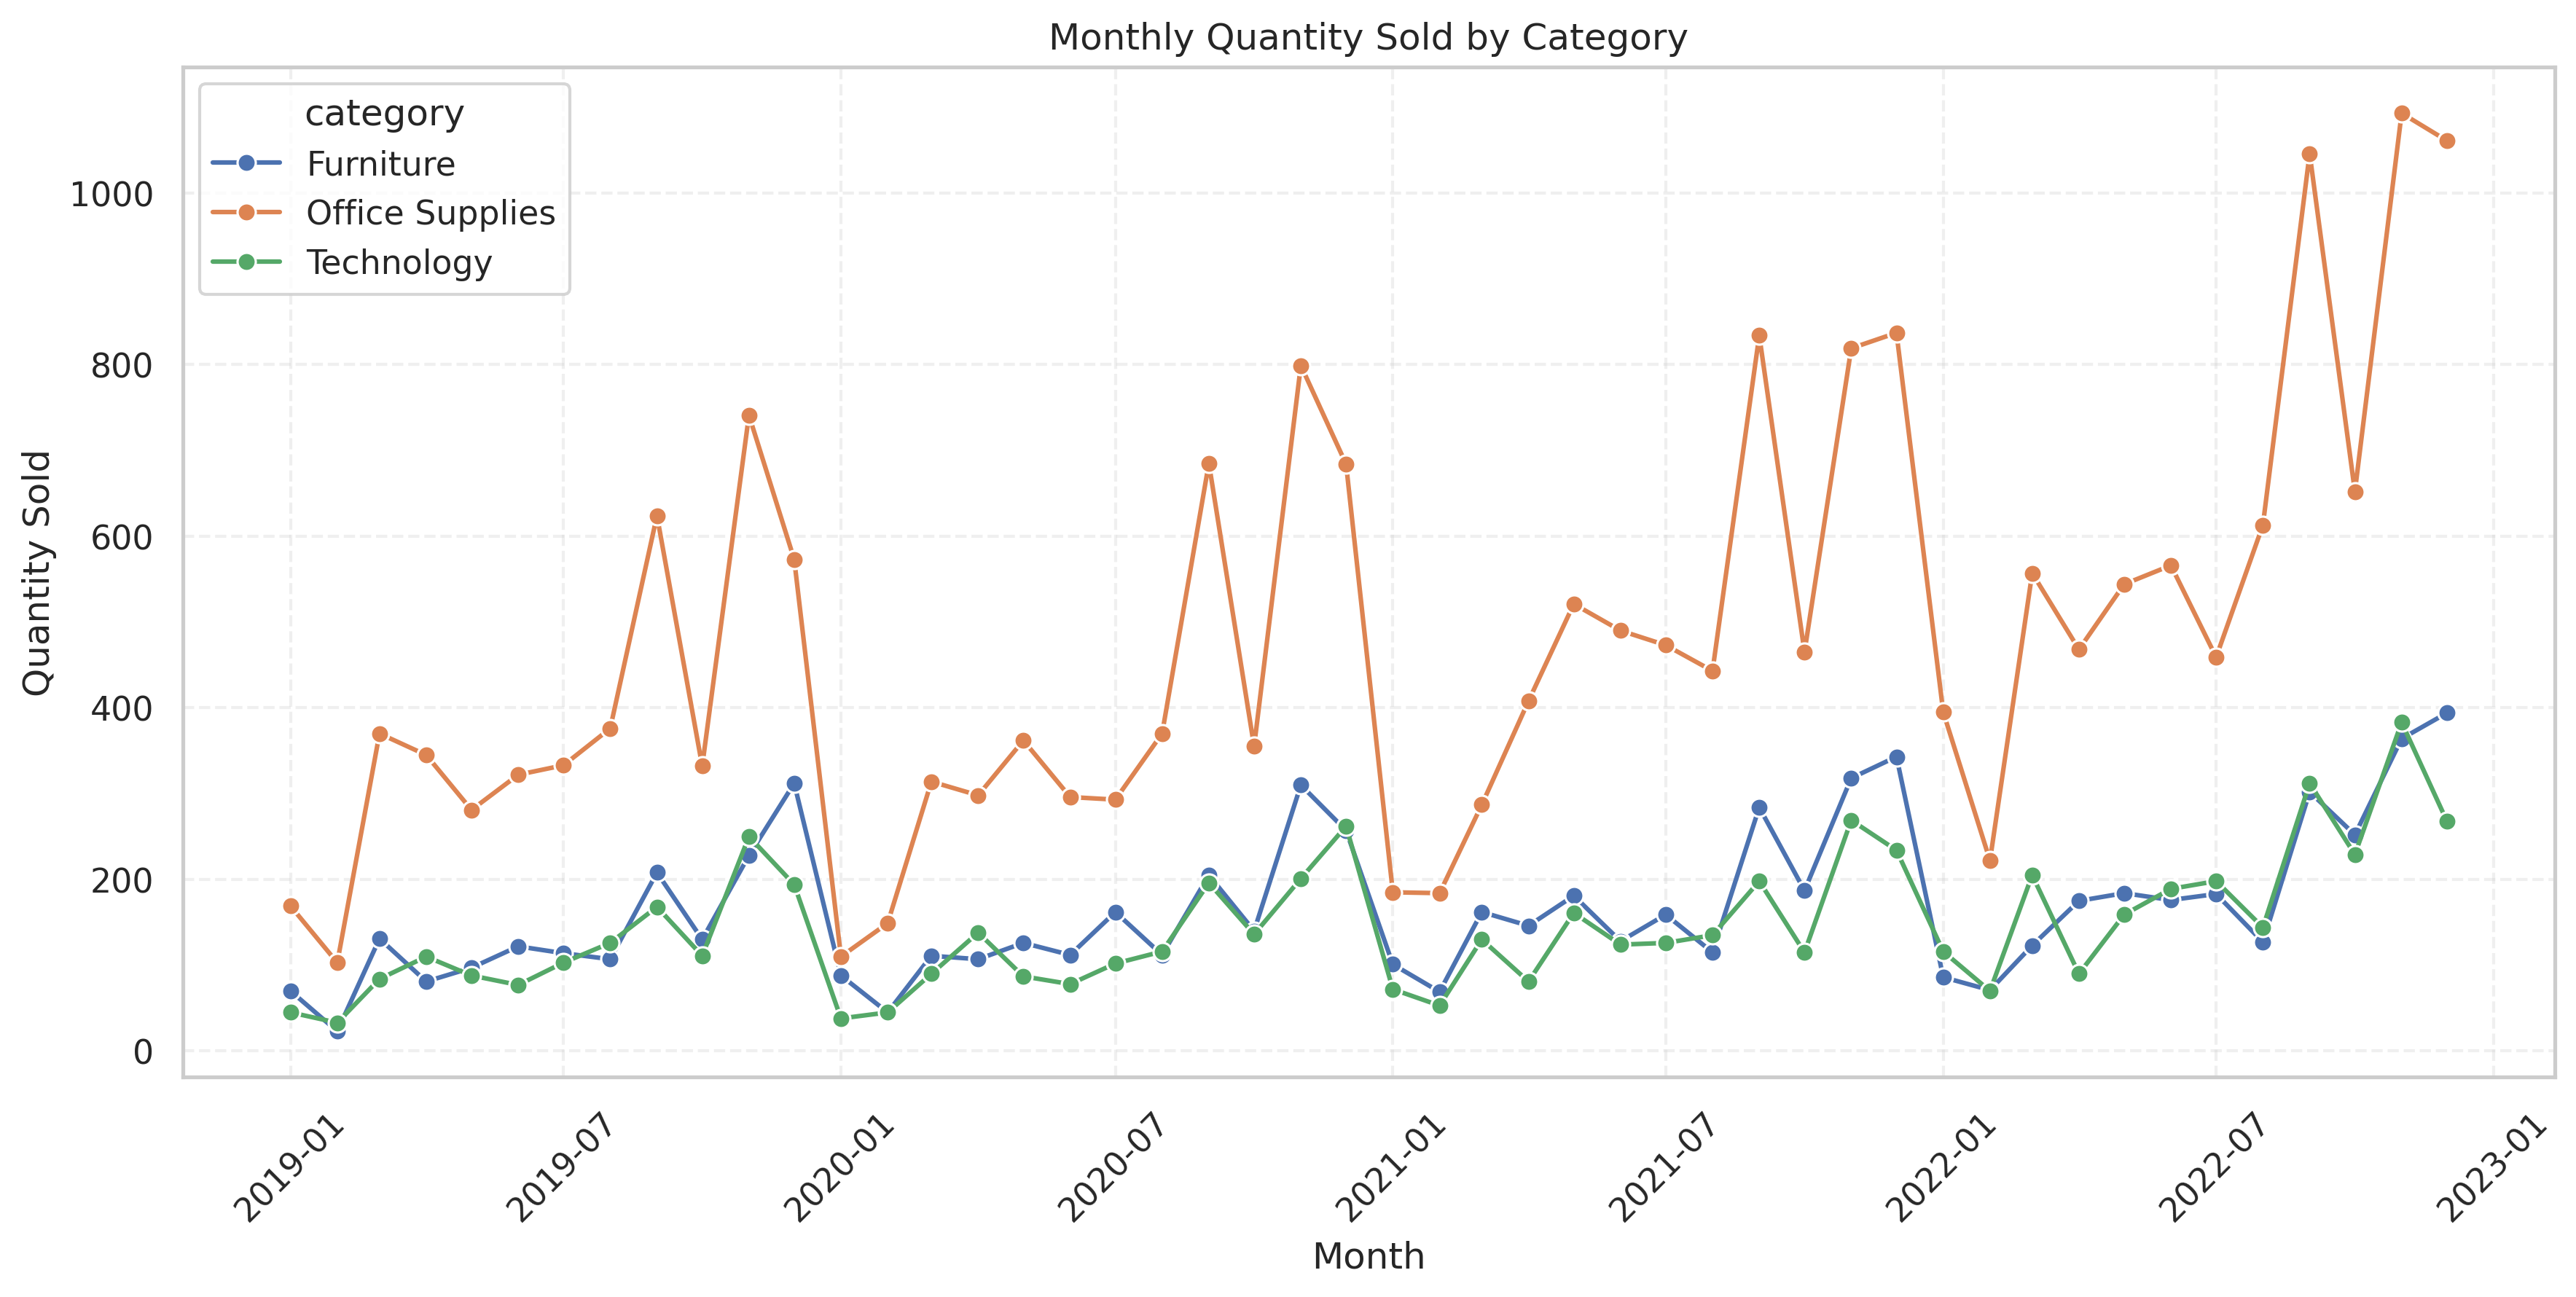 Monthly Quantity Sold by Category
category
Furniture
Office Supplies
Technology
Quantity Sold
1000
800
600
400
200
0
2019-01
2019-07
2020-01
2020-07
2021-01
2021-07
2022-01
2022-07
2023-01
Month